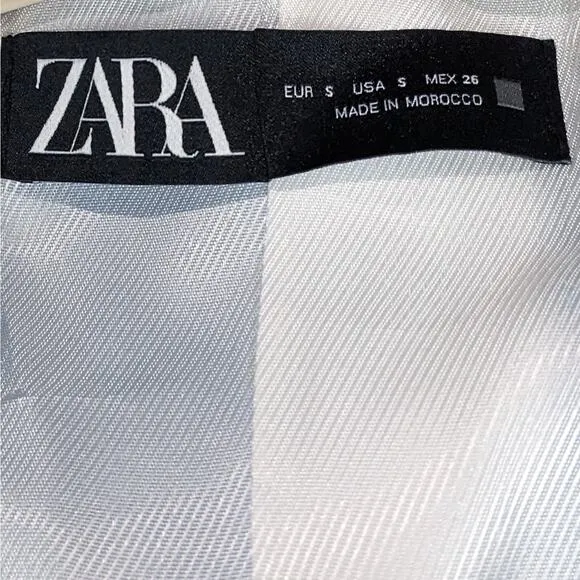 ZARA
EUR S USA S MEX 26
MADE IN MOROCCO